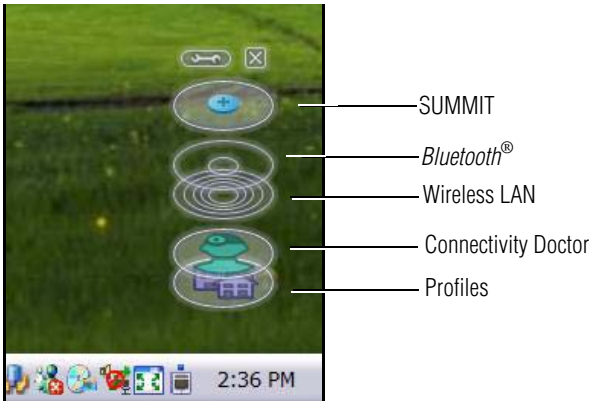 SUMMIT
Bluetooth®
Wireless LAN
Connectivity Doctor
Profiles
2:36 PM